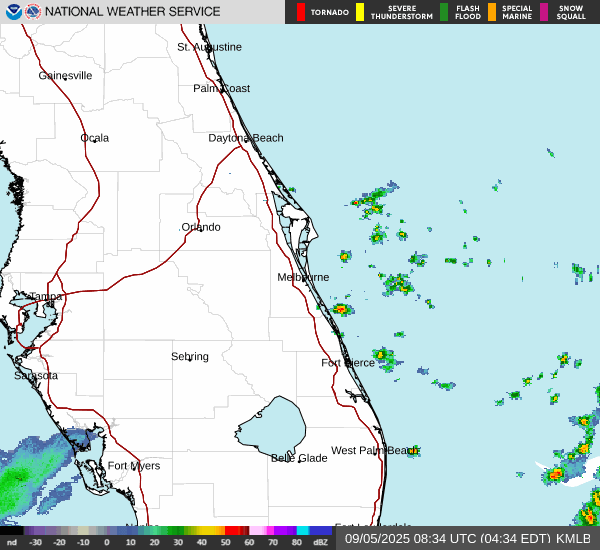 NATIONAL WEATHER SERVICE
TORNADO
SEVERE
THUNDERSTORM
FLASH
FLOOD
SPECIAL
MARINE
SNOW
SQUALL
St. Augustine
Gainesville
Palm Coast
Ocala
Daytona Beach
Orlando
Melbourne
Tampa
Sebring
Fort Pierce
Sarasota
West Palm Beach
Belle Glade
Fort Myers
nd -30 -20 -10 0 10 20 30 40 50 60 70 80 dBZ
09/05/2025 08:34 UTC (04:34 EDT) KMLB